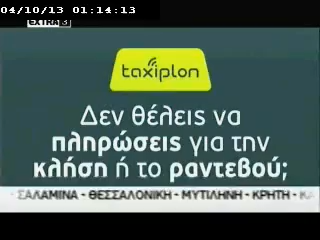 04/10/13 01:14:13
EXTRA 3
taxiplon
Δεν θέλεις να
πληρώσεις για την
κλήση ή το ραντεβού;
ΣΑΛΑΜΙΝΑ - ΘΕΣΣΑΛΟΝΙΚΗ - ΜΥΤΙΛΗΝΗ - ΚΡΗΤΗ -